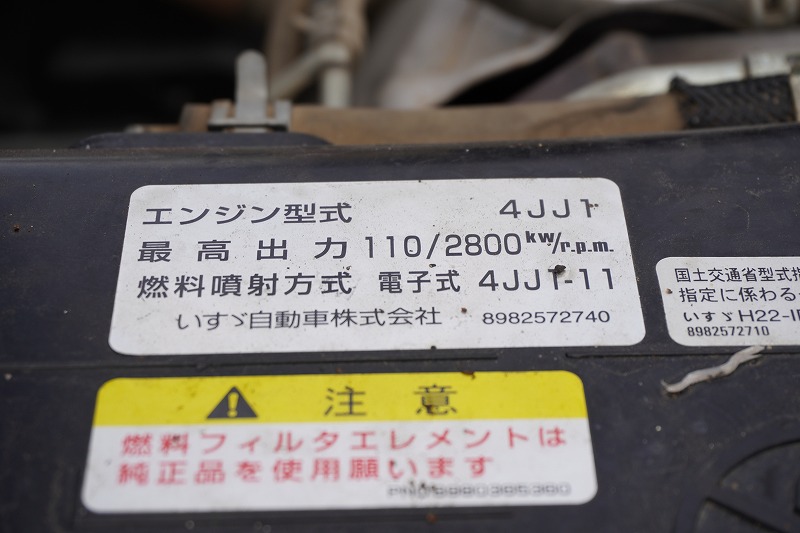 エンジン型式 4JJ1
最高出力 110/2800kw/r.p.m.
燃料噴射方式 電子式 4JJ1-11
いすゞ自動車株式会社 8982572740
国土交通省型式指
指定に係わる
いすゞH22-I
8982572710
注意
燃料フィルタエレメントは
純正品を使用願います